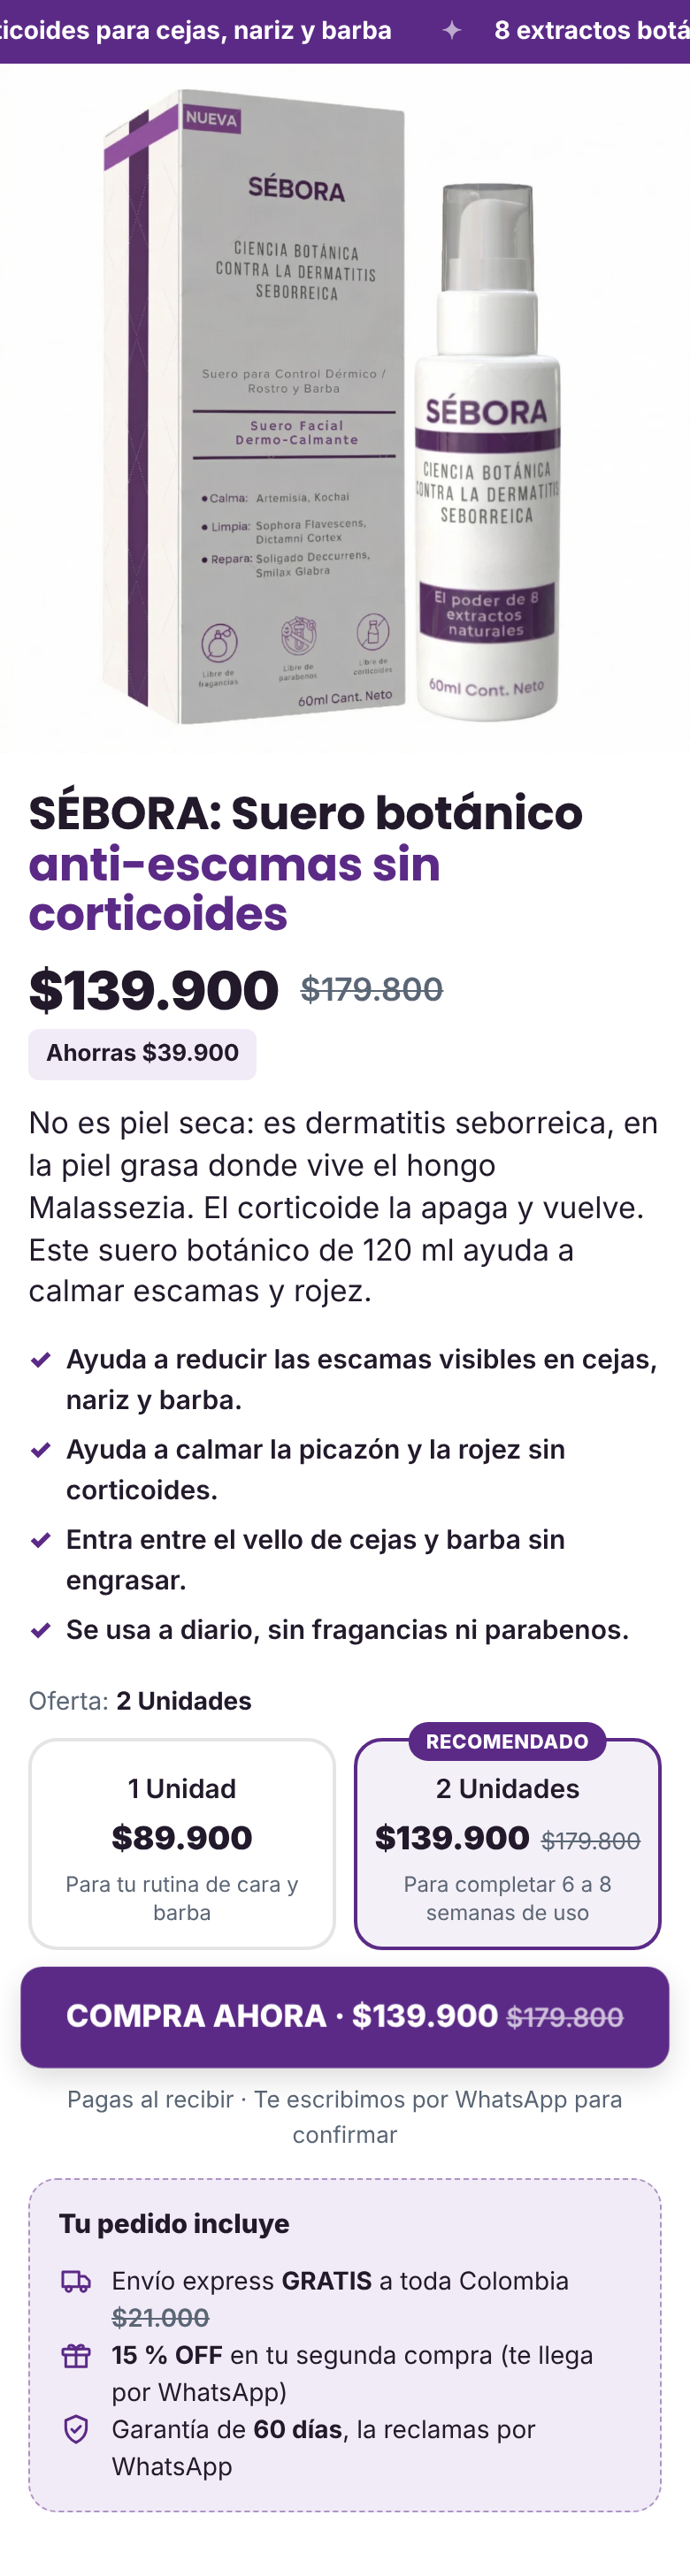 ticoides para cejas, nariz y barba ✦ 8 extractos botá
NUEVA
SÉBORA
CIENCIA BOTÁNICA
CONTRA LA DERMATITIS
SEBORREICA
Suero para Control Dérmico /
Rostro y Barba
Suero Facial
Dermo-Calmante
• Calma: Artemisia, Kochai
• Limpia: Sophora Flavescens,
Dictamni Cortex
• Repara: Soligado Deccurrens,
Smilax Glabra
Libre de
fragancias
Libre de
parabenos
Libre de
corticoides
60ml Cant. Neto
SÉBORA
CIENCIA BOTÁNICA
CONTRA LA DERMATITIS
SEBORREICA
El poder de 8
extractos
naturales
60ml Cont. Neto
SÉBORA: Suero botánico
anti-escamas sin
corticoides
$139.900 $179.800
Ahorras $39.900
No es piel seca: es dermatitis seborreica, en
la piel grasa donde vive el hongo
Malassezia. El corticoide la apaga y vuelve.
Este suero botánico de 120 ml ayuda a
calmar escamas y rojez.
✔ Ayuda a reducir las escamas visibles en cejas,
nariz y barba.
✔ Ayuda a calmar la picazón y la rojez sin
corticoides.
✔ Entra entre el vello de cejas y barba sin
engrasar.
✔ Se usa a diario, sin fragancias ni parabenos.
Oferta: 2 Unidades
1 Unidad
$89.900
Para tu rutina de cara y
barba
RECOMENDADO
2 Unidades
$139.900 $179.800
Para completar 6 a 8
semanas de uso
COMPRA AHORA · $139.900 $179.800
Pagas al recibir · Te escribimos por WhatsApp para
confirmar
Tu pedido incluye
Envío express GRATIS a toda Colombia
$21.000
15 % OFF en tu segunda compra (te llega
por WhatsApp)
Garantía de 60 días, la reclamas por
WhatsApp